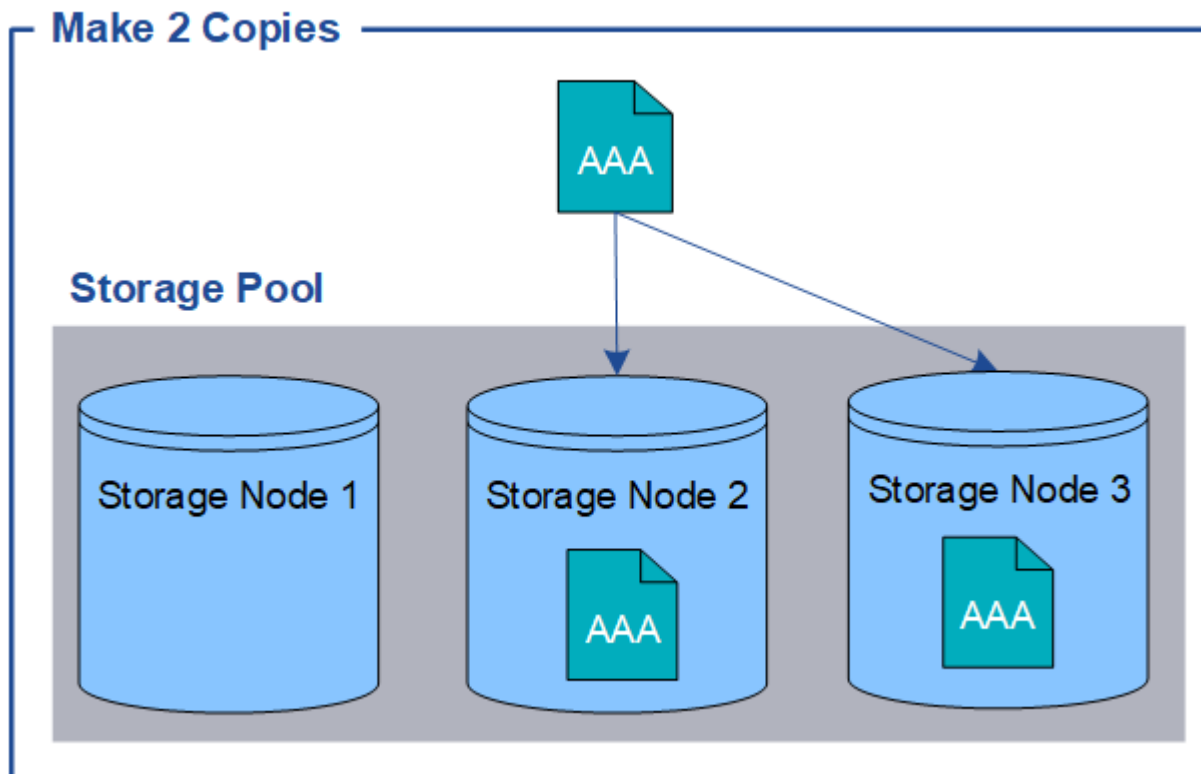 Make 2 Copies
AAA
Storage Pool
Storage Node 1
Storage Node 2
Storage Node 3
AAA
AAA